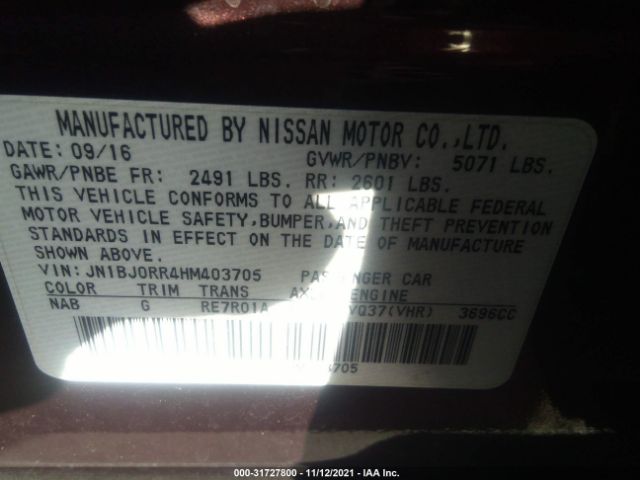 MANUFACTURED BY NISSAN MOTOR CO.,LTD.
DATE: 09/16 GVWR/PNBV: 5071 LBS.
GAWR/PNBE FR: 2491 LBS. RR: 2601 LBS.
THIS VEHICLE CONFORMS TO ALL APPLICABLE FEDERAL
MOTOR VEHICLE SAFETY, BUMPER, AND THEFT PREVENTION
STANDARDS IN EFFECT ON THE DATE OF MANUFACTURE
SHOWN ABOVE.
VIN: JN1BJ0RR4HM403705 PASSENGER CAR
COLOR TRIM TRANS AXLE ENGINE
NAB G RE7R01A VQ37(VHR) 3696CC
000-31727800 - 11/12/2021 - IAA Inc.